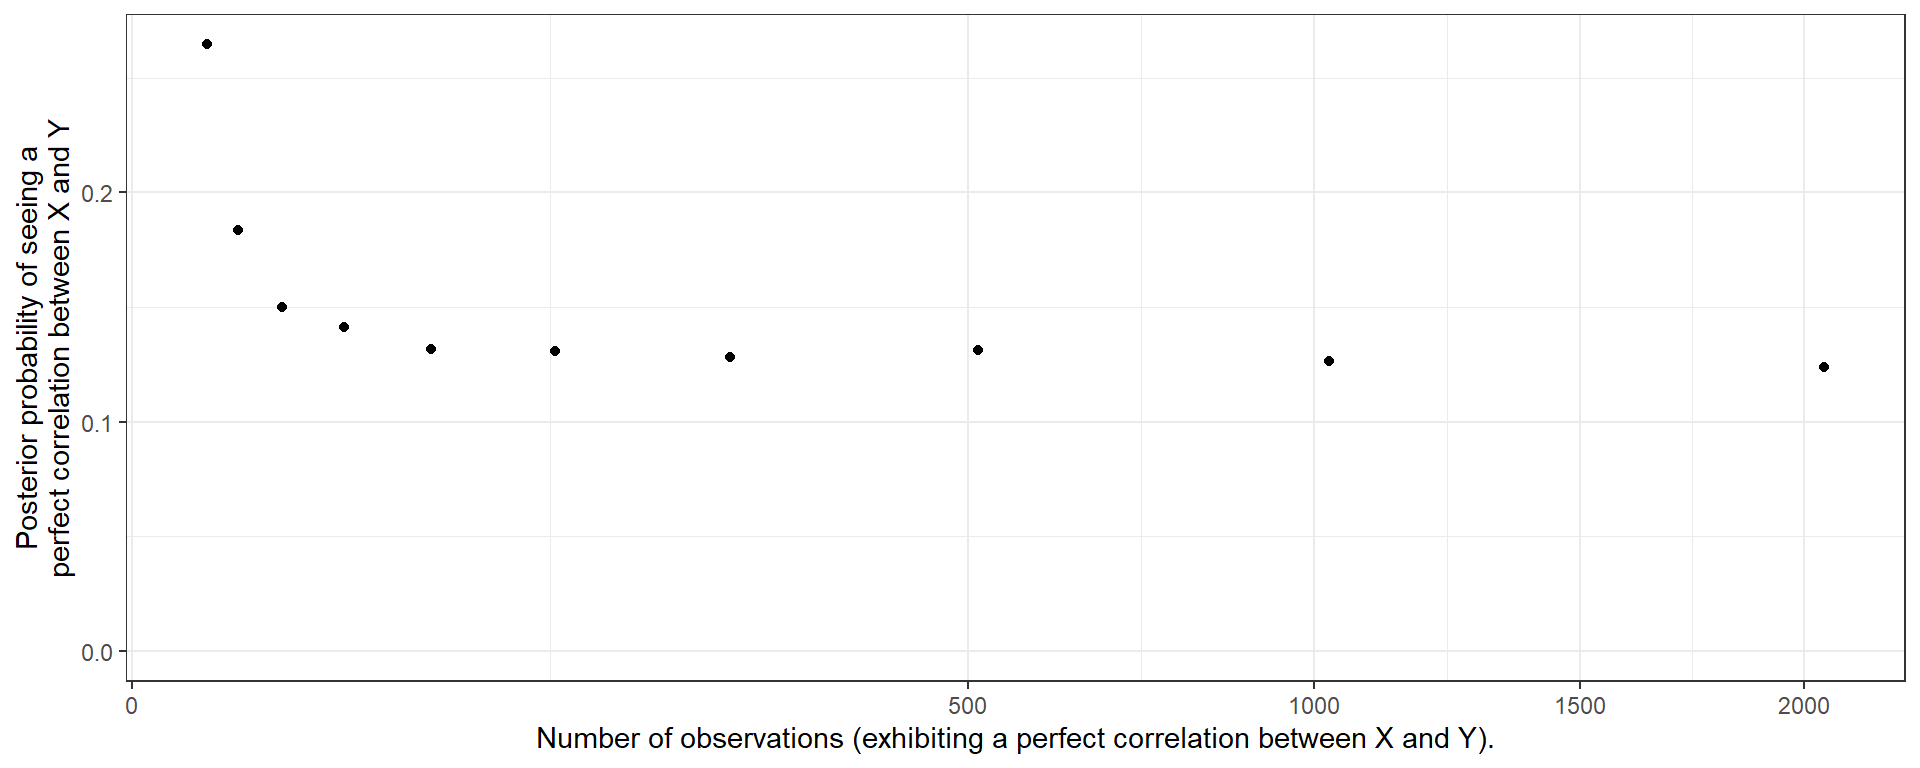 Posterior probability of seeing a
perfect correlation between X and Y
0.2
0.1
0.0
0 500 1000 1500 2000
Number of observations (exhibiting a perfect correlation between X and Y).